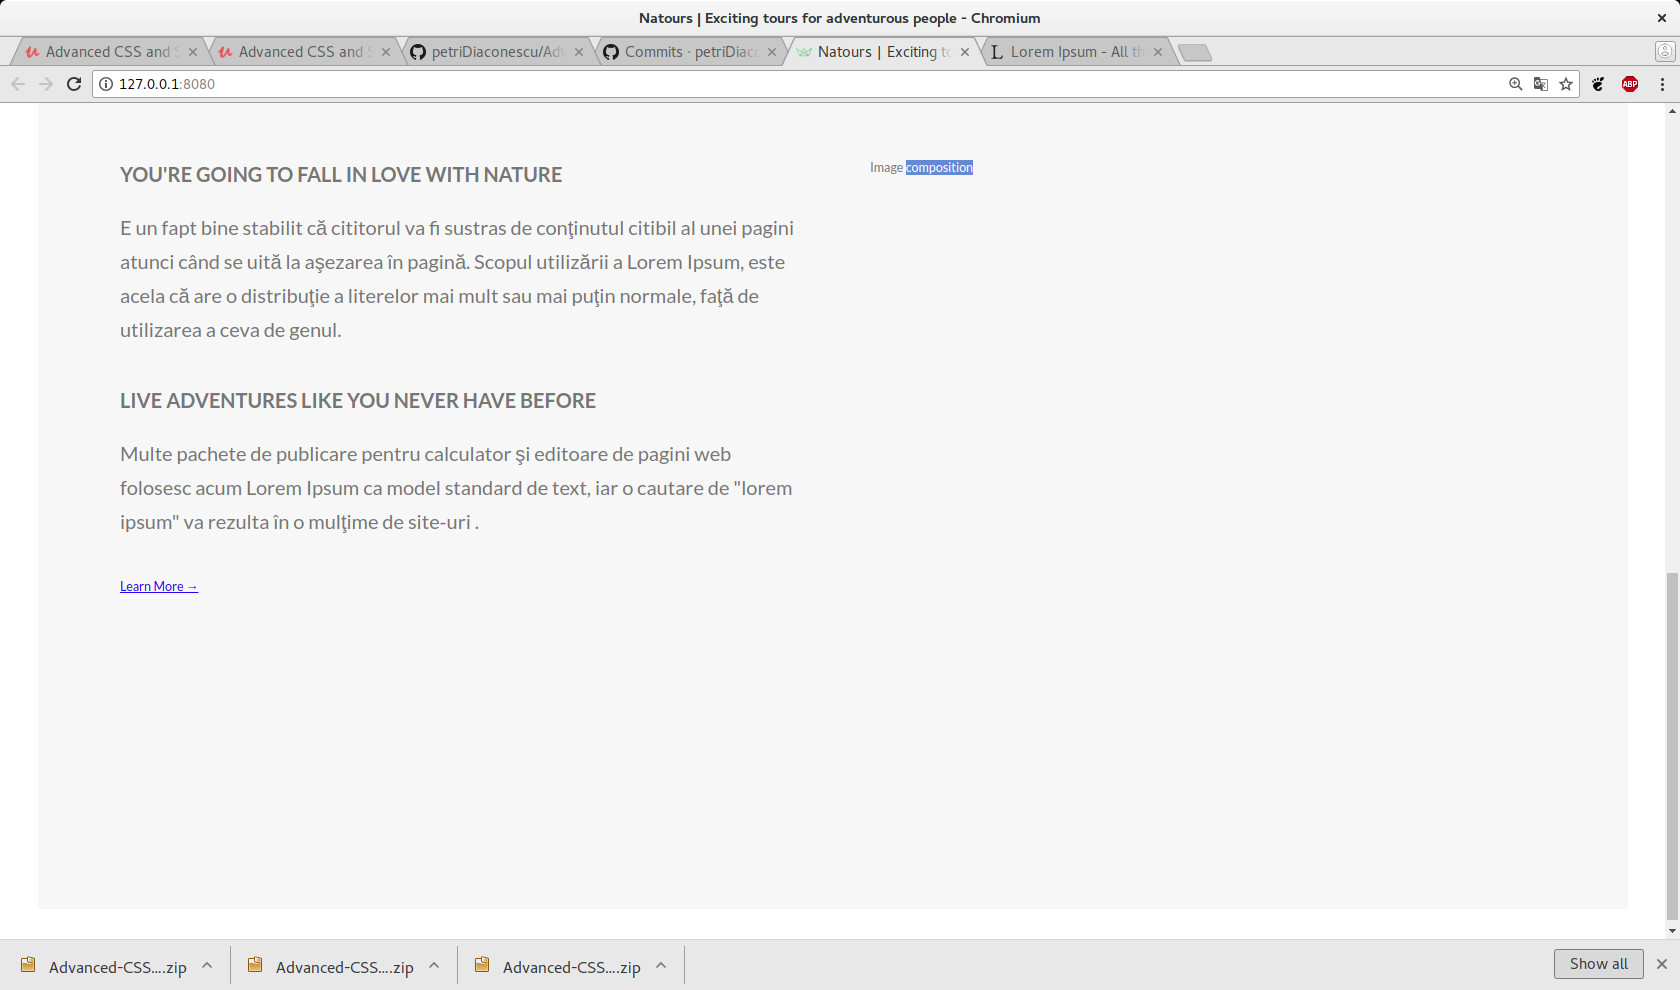 Natours | Exciting tours for adventurous people - Chromium
Advanced CSS and
Advanced CSS and
petriDiaconescu/Adv
Commits · petriDiaco
Natours | Exciting to
Lorem Ipsum - All th
127.0.0.1:8080
ABP
YOU'RE GOING TO FALL IN LOVE WITH NATURE
E un fapt bine stabilit că cititorul va fi sustras de conţinutul citibil al unei pagini
atunci când se uită la aşezarea în pagină. Scopul utilizării a Lorem Ipsum, este
acela că are o distribuţie a literelor mai mult sau mai puţin normale, faţă de
utilizarea a ceva de genul.
LIVE ADVENTURES LIKE YOU NEVER HAVE BEFORE
Multe pachete de publicare pentru calculator şi editoare de pagini web
folosesc acum Lorem Ipsum ca model standard de text, iar o cautare de "lorem
ipsum" va rezulta în o mulţime de site-uri .
Learn More →
Image composition
Advanced-CSS....zip
Advanced-CSS....zip
Advanced-CSS....zip
Show all